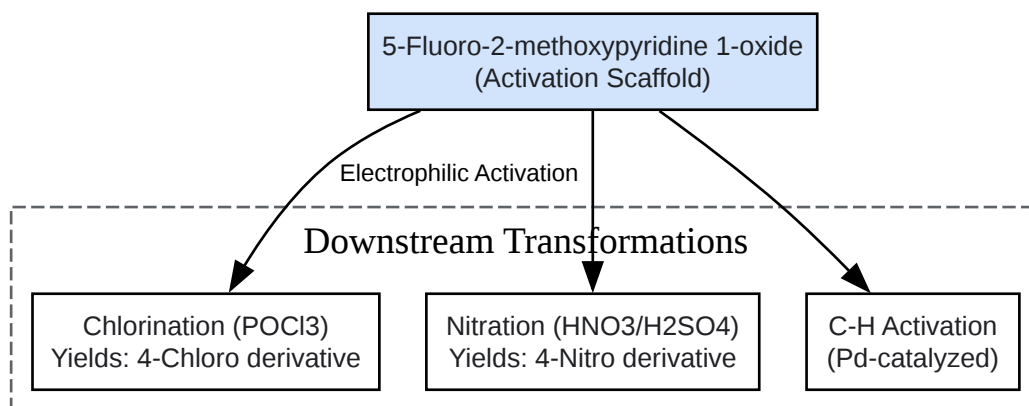 5-Fluoro-2-methoxypyridine 1-oxide
(Activation Scaffold)
Electrophilic Activation
Downstream Transformations
Chlorination (POCl3)
Yields: 4-Chloro derivative
Nitration (HNO3/H2SO4)
Yields: 4-Nitro derivative
C-H Activation
(Pd-catalyzed)